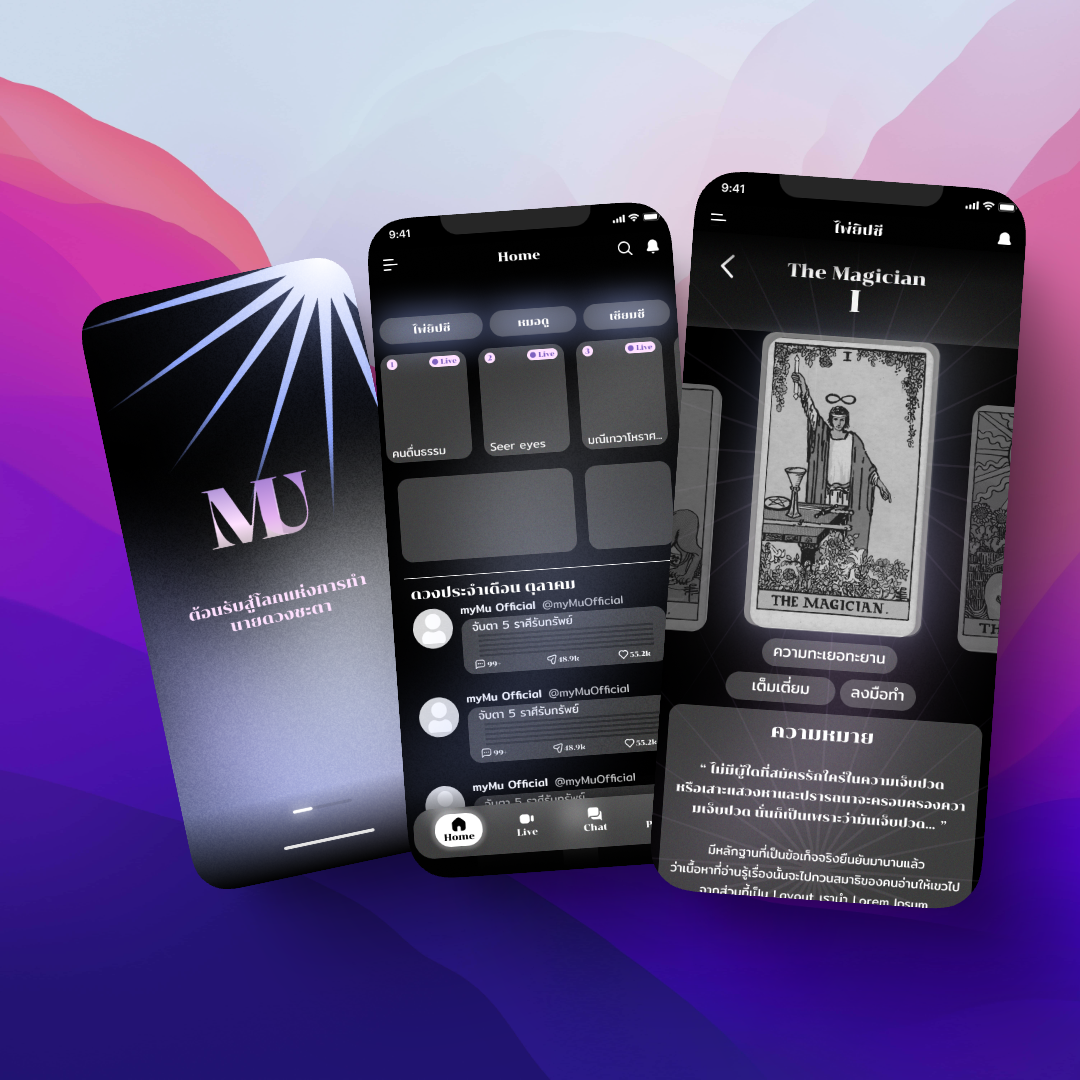 MU
ต้อนรับสู่โลกแห่งการทำ
นายดวงชะตา
9:41
Home
ไพ่ยิปซี
หมอดู
เซียมซี
1
Live
2
Live
3
Live
คนตื่นธรรม
Seer eyes
มณีเทวาโหราศ...
ดวงประจำเดือน ตุลาคม
myMu Official @myMuOfficial
จับตา 5 ราศีรับทรัพย์
99+
48.9k
55.2k
myMu Official @myMuOfficial
จับตา 5 ราศีรับทรัพย์
99+
48.9k
55.2k
myMu Official @myMuOfficial
จับตา 5 ราศีรับทรัพย์
Home
Live
Chat
9:41
ไพ่ยิปซี
The Magician
I
I
THE MAGICIAN.
TH
ความทะเยอทะยาน
เต็มเตี่ยม
ลงมือทำ
ความหมาย
“ ไม่มีผู้ใดที่สมัครรักใคร่ในความเจ็บปวด
หรือเสาะแสวงหาและปรารถนาจะครอบครองควา
มเจ็บปวด นั่นก็เป็นเพราะว่ามันเจ็บปวด... ”
มีหลักฐานที่เป็นข้อเท็จจริงยืนยันมานานแล้ว
ว่าเนื้อหาที่อ่านรู้เรื่องนั้นจะไปกวนสมาธิของคนอ่านให้เขวไป
จากส่วนที่เป็น Layout เรานำ Lorem Ipsum